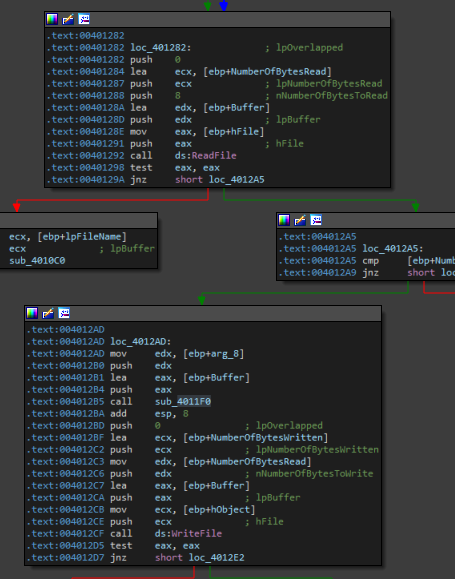 .text:00401282
.text:00401282 loc_401282: ; lpOverlapped
.text:00401282 push 0
.text:00401284 lea ecx, [ebp+NumberOfBytesRead]
.text:00401287 push ecx ; lpNumberOfBytesRead
.text:00401288 push 8 ; nNumberOfBytesToRead
.text:0040128A lea edx, [ebp+Buffer]
.text:0040128D push edx ; lpBuffer
.text:0040128E mov eax, [ebp+hFile]
.text:00401291 push eax ; hFile
.text:00401292 call ds:ReadFile
.text:00401298 test eax, eax
.text:0040129A jnz short loc_4012A5
ecx, [ebp+lpFileName]
ecx ; lpBuffer
sub_4010C0
.text:004012A5
.text:004012A5 loc_4012A5:
.text:004012A5 cmp [ebp+Num
.text:004012A9 jnz short loc
.text:004012AD
.text:004012AD loc_4012AD:
.text:004012AD mov edx, [ebp+arg_8]
.text:004012B0 push edx
.text:004012B1 lea eax, [ebp+Buffer]
.text:004012B4 push eax
.text:004012B5 call sub_4011F0
.text:004012BA add esp, 8
.text:004012BD push 0 ; lpOverlapped
.text:004012BF lea ecx, [ebp+NumberOfBytesWritten]
.text:004012C2 push ecx ; lpNumberOfBytesWritten
.text:004012C3 mov edx, [ebp+NumberOfBytesRead]
.text:004012C6 push edx ; nNumberOfBytesToWrite
.text:004012C7 lea eax, [ebp+Buffer]
.text:004012CA push eax ; lpBuffer
.text:004012CB mov ecx, [ebp+hObject]
.text:004012CE push ecx ; hFile
.text:004012CF call ds:WriteFile
.text:004012D5 test eax, eax
.text:004012D7 jnz short loc_4012E2